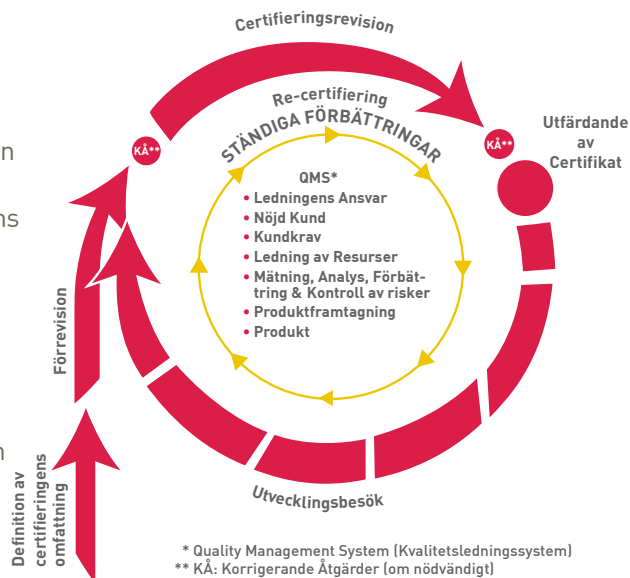 Certifieringsrevision
Re-certifiering
STÄNDIGA FÖRBÄTTRINGAR
KÅ**
KÅ**
Utfärdande
av
Certifikat
QMS*
• Ledningens Ansvar
• Nöjd Kund
• Kundkrav
• Ledning av Resurser
• Mätning, Analys, Förbät-
tring & Kontroll av risker
• Produktframtagning
• Produkt
Förrevision
Definition av
certifieringens
omfattning
Utvecklingsbesök
* Quality Management System (Kvalitetsledningssystem)
** KÅ: Korrigerande Åtgärder (om nödvändigt)